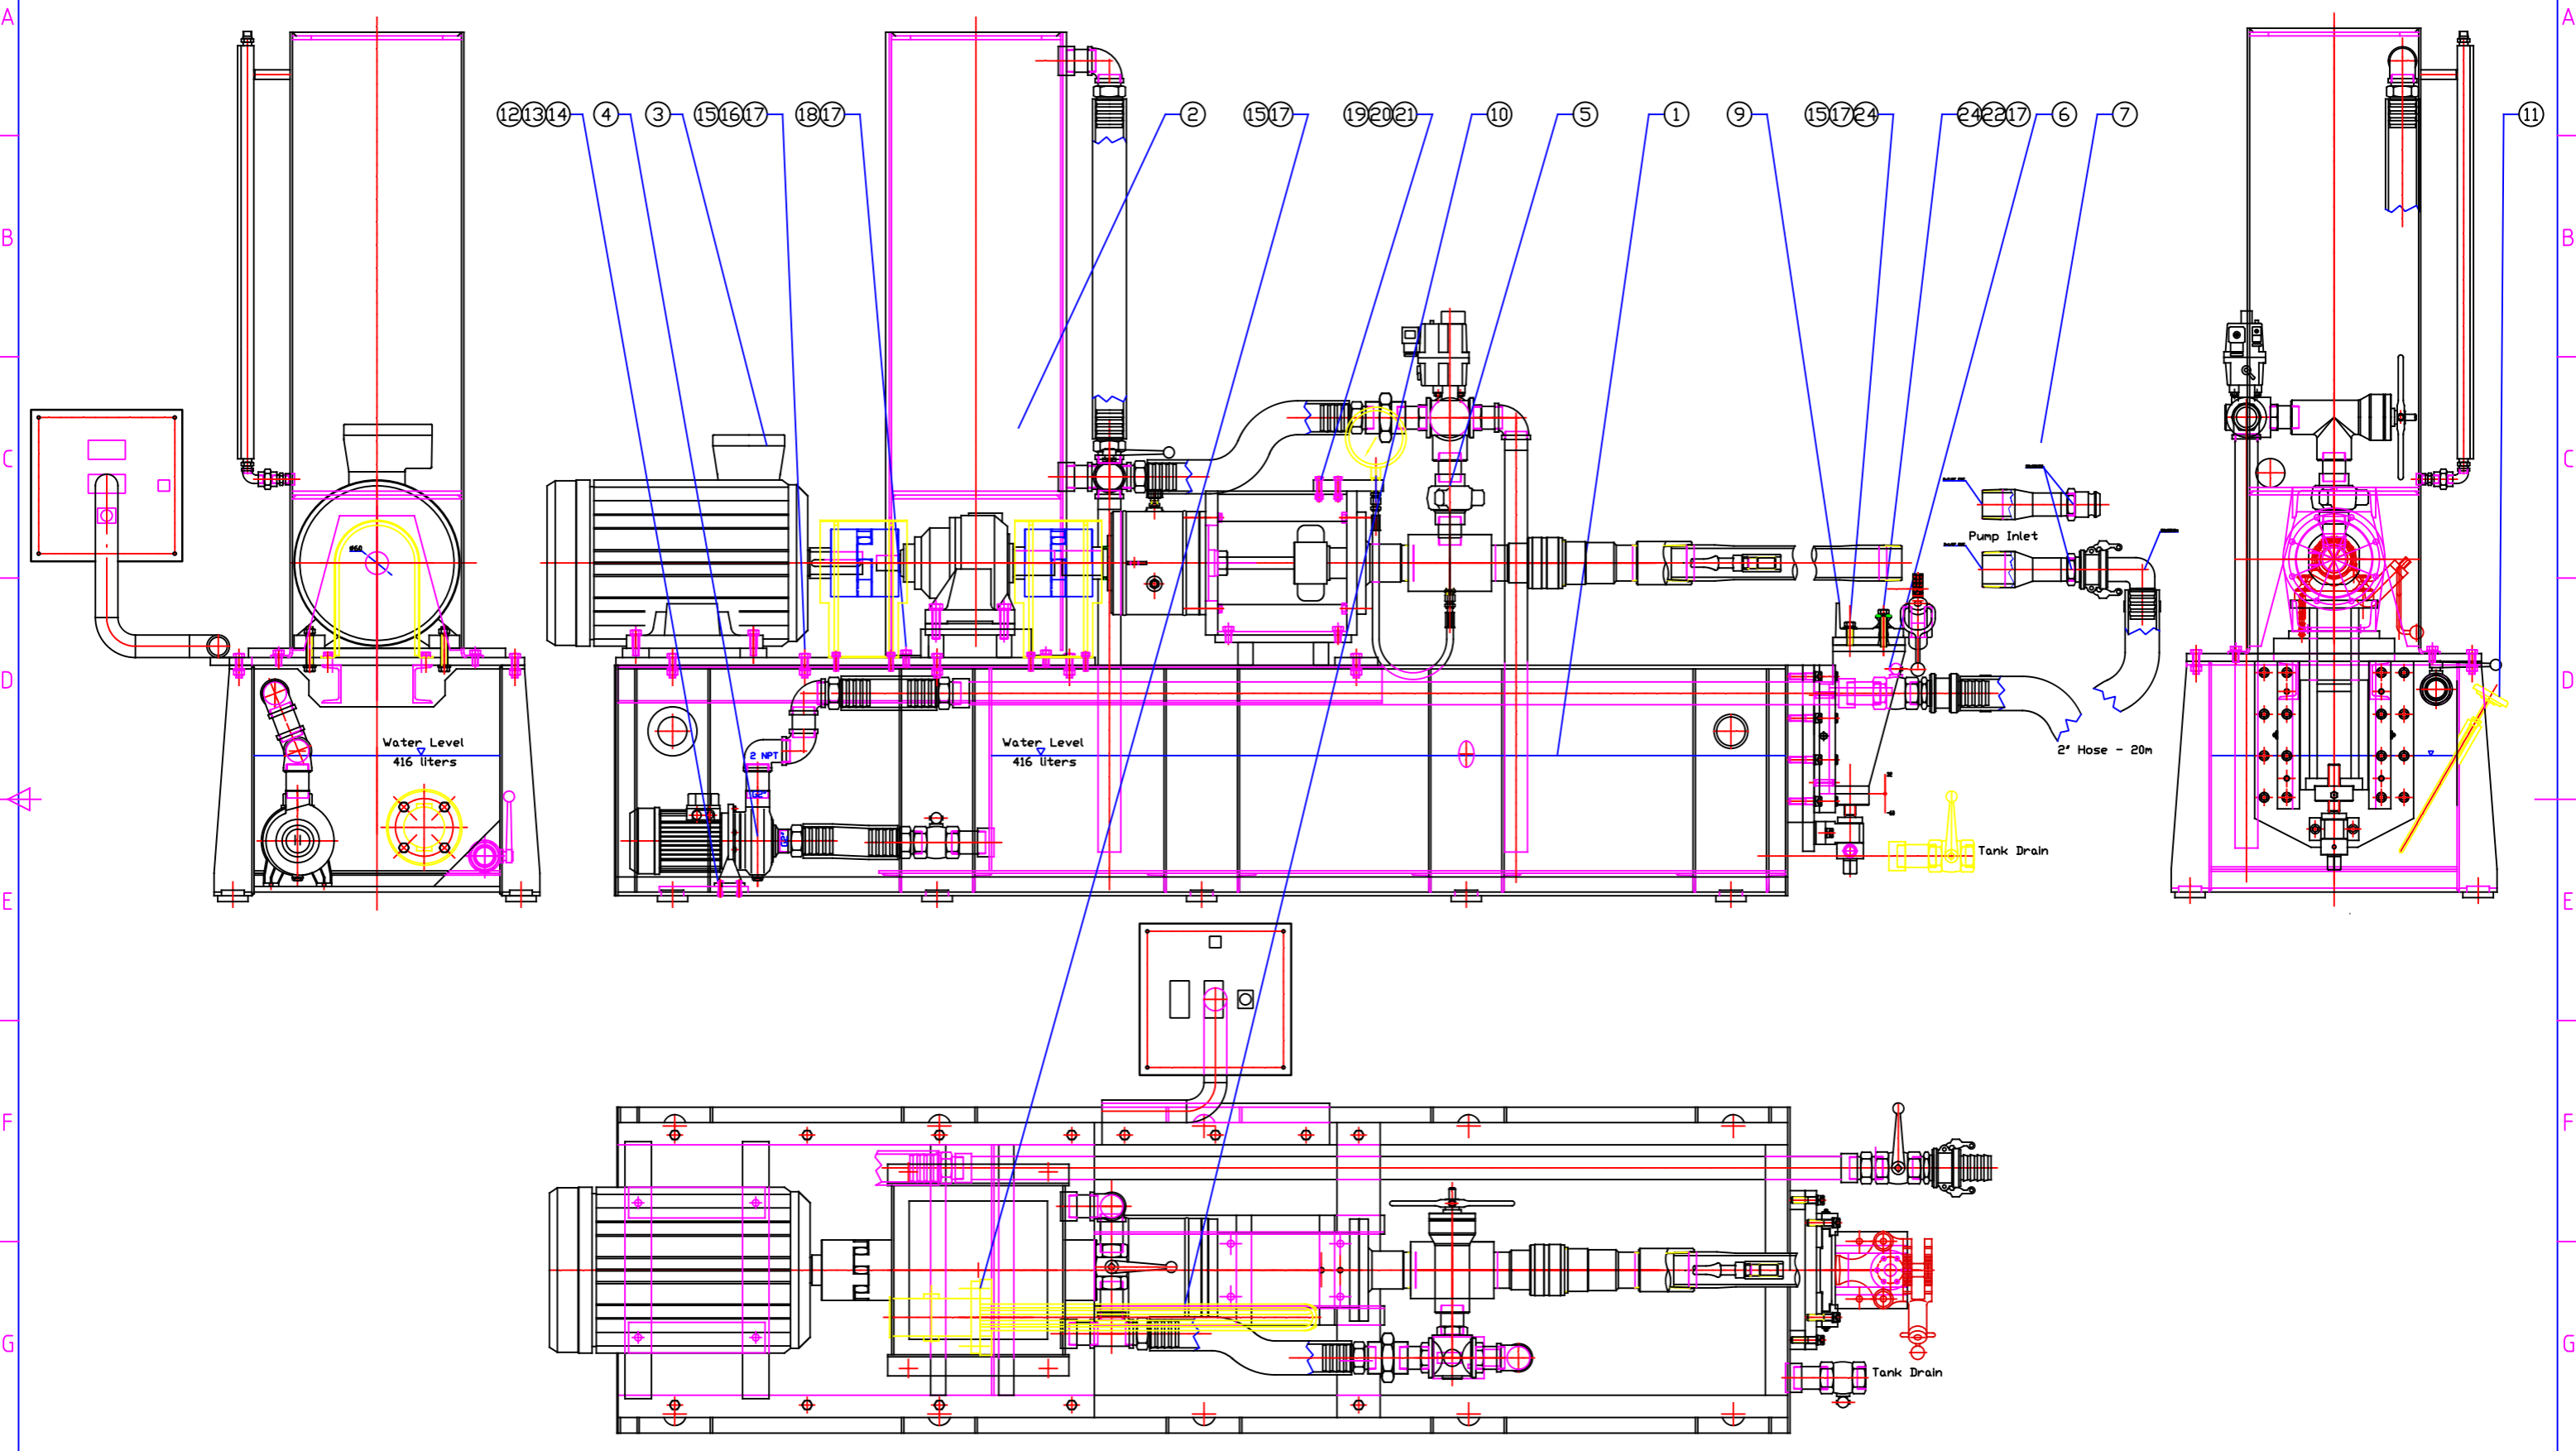 A
A
12 13 14
4
3
15 16 17
18 17
2
15 17
19 20 21
10
5
1
9
15 17 24
24 22 17
6
7
11
B
B
C
C
Pump Inlet
Ø60
D
D
Water Level
416 liters
2 NPT
Water Level
416 liters
2" Hose - 20m
Tank Drain
E
E
F
F
G
G
Tank Drain